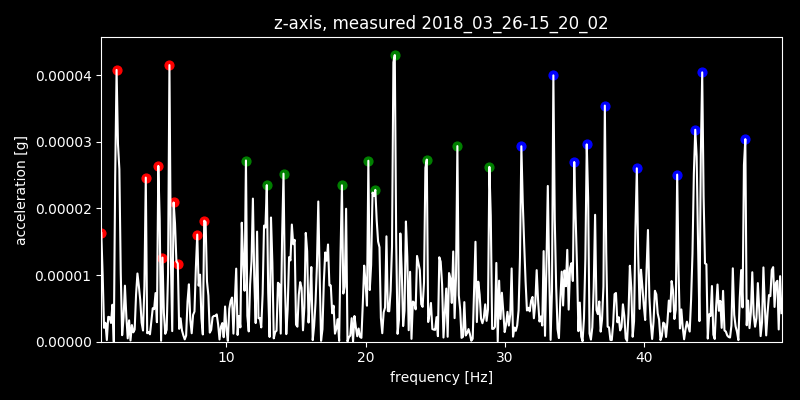 z-axis, measured 2018_03_26-15_20_02
0.00004
0.00003
0.00002
0.00001
0.00000
acceleration [g]
10 20 30 40
frequency [Hz]